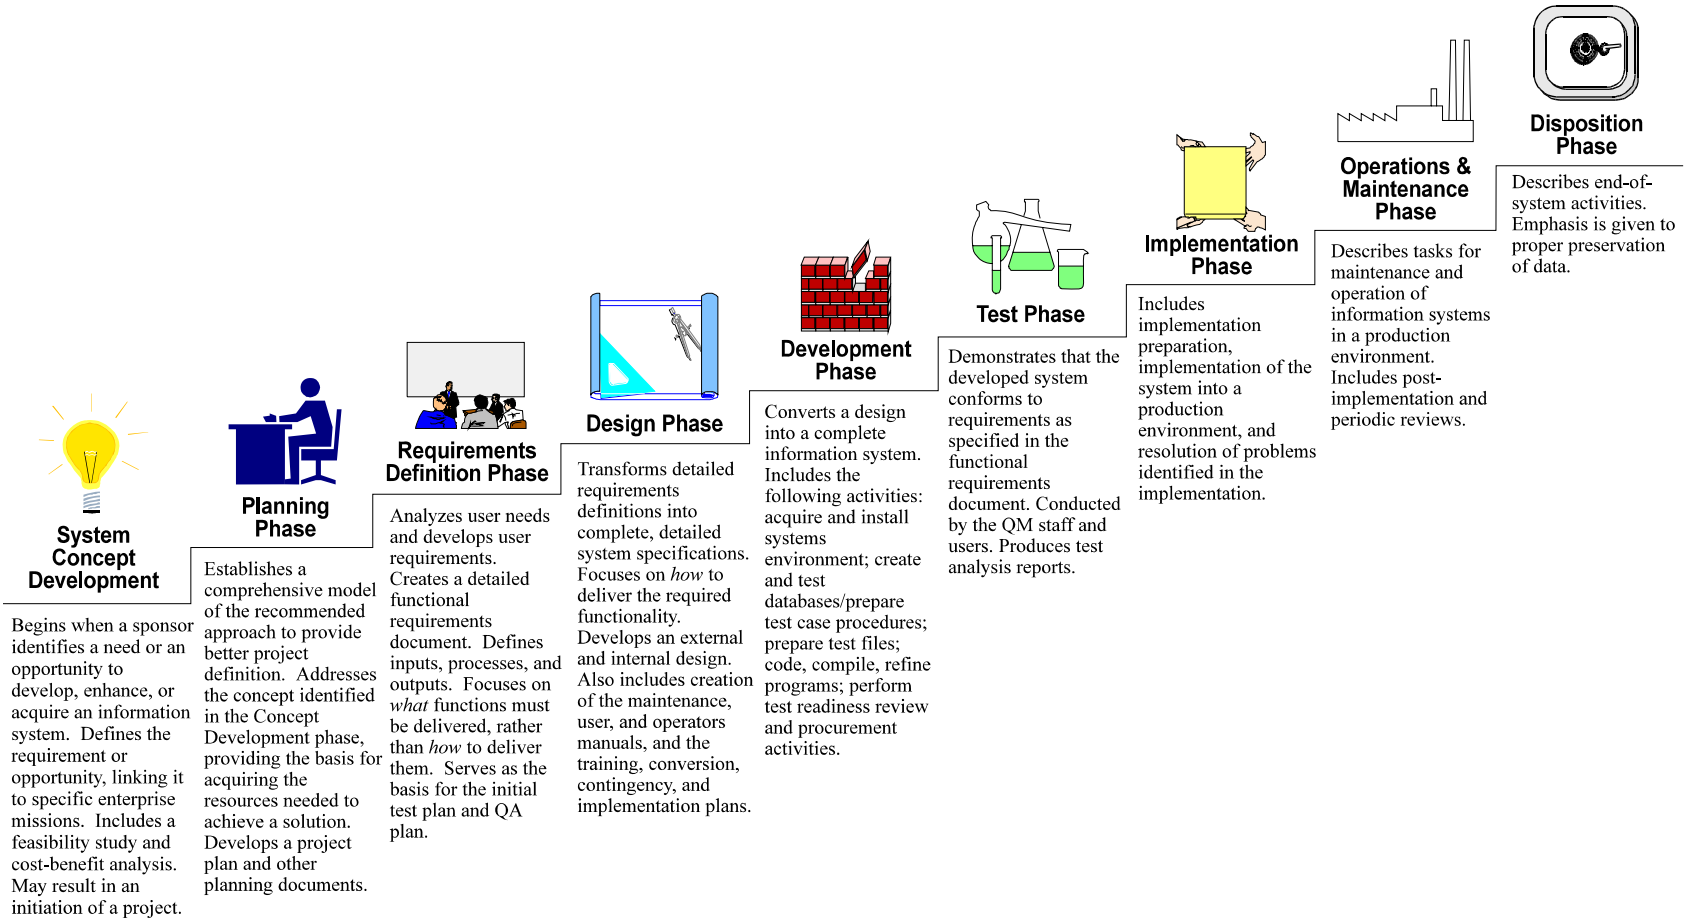 System
Concept
Development
Begins when a sponsor
identifies a need or an
opportunity to
develop, enhance, or
acquire an information
system.  Defines the
requirement or
opportunity, linking it
to specific enterprise
missions.  Includes a
feasibility study and
cost-benefit analysis.
May result in an
initiation of a project.
Planning
Phase
Establishes a
comprehensive model
of the recommended
approach to provide
better project
definition.  Addresses
the concept identified
in the Concept
Development phase,
providing the basis for
acquiring the
resources needed to
achieve a solution.
Develops a project
plan and other
planning documents.
Requirements
Definition Phase
Analyzes user needs
and develops user
requirements.
Creates a detailed
functional
requirements
document.  Defines
inputs, processes, and
outputs.  Focuses on
what functions must
be delivered, rather
than how to deliver
them.  Serves as the
basis for the initial
test plan and QA
plan.
Design Phase
Transforms detailed
requirements
definitions into
complete, detailed
system specifications.
Focuses on how to
deliver the required
functionality.
Develops an external
and internal design.
Also includes creation
of the maintenance,
user, and operators
manuals, and the
training, conversion,
contingency, and
implementation plans.
Development
Phase
Converts a design
into a complete
information system.
Includes the
following activities:
acquire and install
systems
environment; create
and test
databases/prepare
test case procedures;
prepare test files;
code, compile, refine
programs; perform
test readiness review
and procurement
activities.
Test Phase
Demonstrates that the
developed system
conforms to
requirements as
specified in the
functional
requirements
document. Conducted
by the QM staff and
users. Produces test
analysis reports.
Implementation
Phase
Includes
implementation
preparation,
implementation of the
system into a
production
environment, and
resolution of problems
identified in the
implementation.
Operations &
Maintenance
Phase
Describes tasks for
maintenance and
operation of
information systems
in a production
environment.
Includes post-
implementation and
periodic reviews.
Disposition
Phase
Describes end-of-
system activities.
Emphasis is given to
proper preservation
of data.